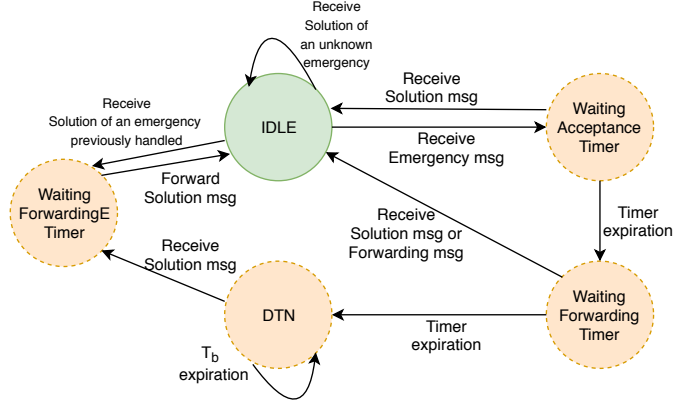 Receive
Solution of
an unknown
emergency
Receive
Solution msg
Waiting
Acceptance
Timer
IDLE
Receive
Emergency msg
Receive
Solution of an emergency
previously handled
Forward
Solution msg
Waiting
ForwardingE
Timer
Receive
Solution msg or
Forwarding msg
Timer
expiration
Receive
Solution msg
DTN
Timer
expiration
Waiting
Forwarding
Timer
Tb
expiration